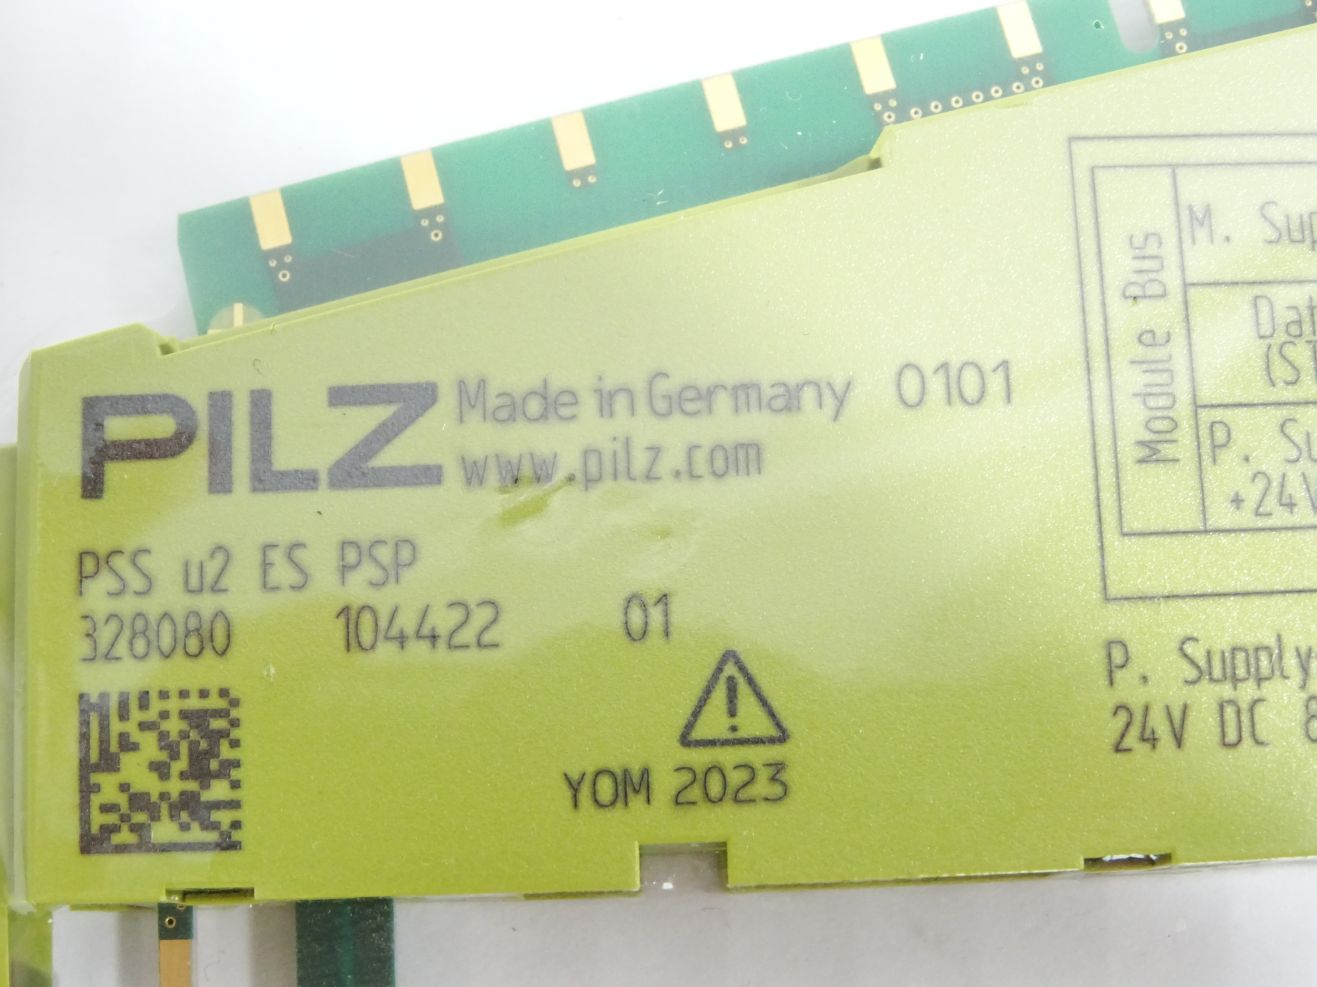 PILZ Made in Germany 0101
www.pilz.com
PSS u2 ES PSP
328080 104422 01
YOM 2023
Module Bus
M.
P.
+24V
P. Supply
24V DC